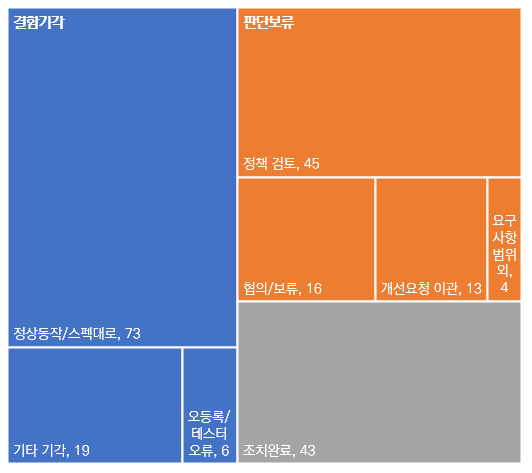 결함기각
정상동작/스펙대로, 73
기타 기각, 19
오등록/
테스터
오류, 6
판단보류
정책 검토, 45
협의/보류, 16
개선요청 이관, 13
요구
사항
범위
외,
4
조치완료, 43